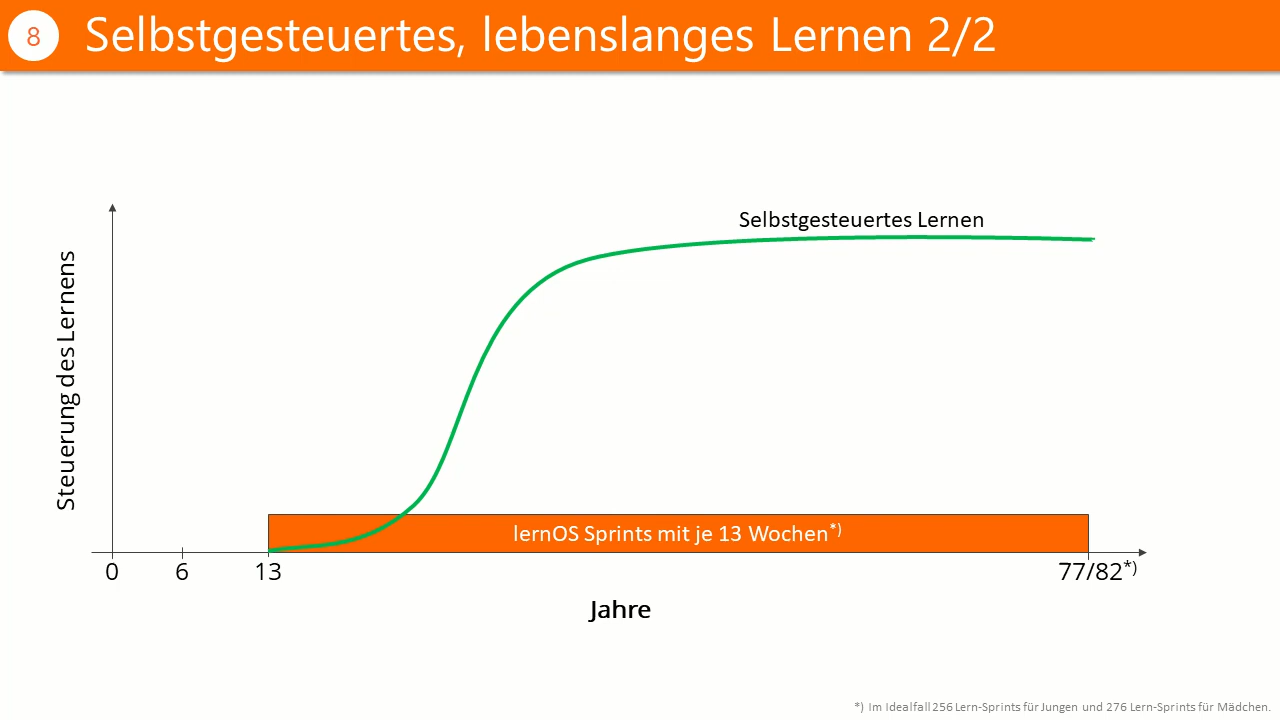 8
Selbstgesteuertes, lebenslanges Lernen 2/2
Selbstgesteuertes Lernen
Steuerung des Lernens
lernOS Sprints mit je 13 Wochen*)
0 6 13 77/82*)
Jahre
*) Im Idealfall 256 Lern-Sprints für Jungen und 276 Lern-Sprints für Mädchen.